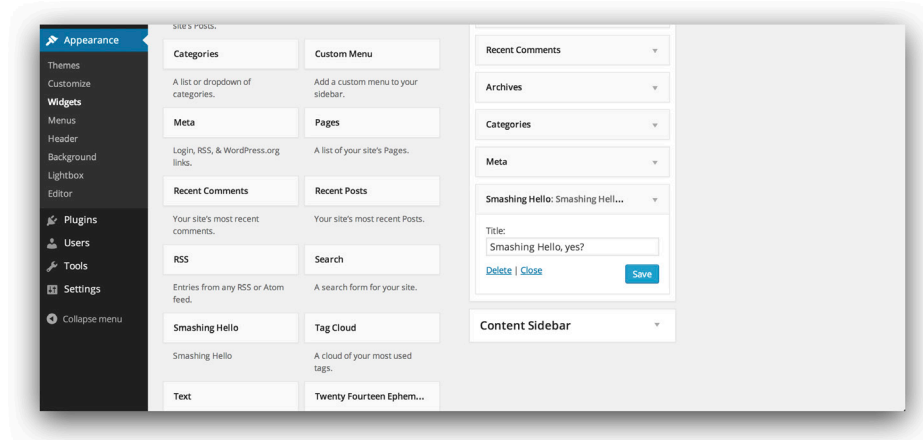 Appearance
Themes
Customize
Widgets
Menus
Header
Background
Lightbox
Editor
Plugins
Users
Tools
Settings
Collapse menu
site's Posts.
Categories
A list or dropdown of
categories.
Custom Menu
Add a custom menu to your
sidebar.
Meta
Login, RSS, & WordPress.org
links.
Pages
A list of your site's Pages.
Recent Comments
Your site's most recent
comments.
Recent Posts
Your site's most recent Posts.
RSS
Entries from any RSS or Atom
feed.
Search
A search form for your site.
Smashing Hello
Smashing Hello
Tag Cloud
A cloud of your most used
tags.
Text
Twenty Fourteen Ephem...
Recent Comments
Archives
Categories
Meta
Smashing Hello: Smashing Hell...
Title:
Smashing Hello, yes?
Delete | Close
Save
Content Sidebar